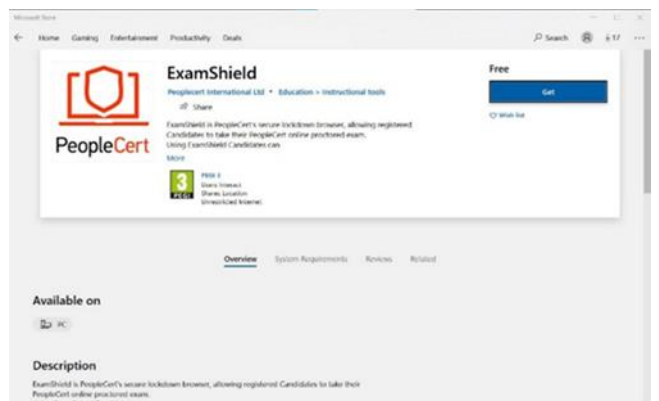 Microsoft Store
Home Gaming Entertainment Productivity Deals
Search
17
ExamShield
Peoplecert International Ltd • Education > Instructional tools
Share
ExamShield is PeopleCert's secure lockdown browser, allowing registered
Candidates to take their PeopleCert online proctored exam.
Using ExamShield Candidates can
More
PeopleCert
3
PEGI
PEGI 3
Users Interact
Shares Location
Unrestricted Internet
Free
Get
Wish list
Overview System Requirements Reviews Related
Available on
PC
Description
ExamShield is PeopleCert's secure lockdown browser, allowing registered Candidates to take their
PeopleCert online proctored exam.